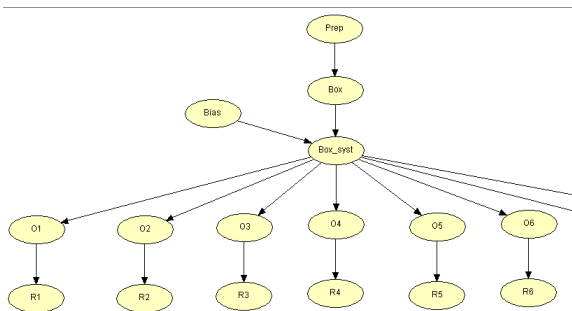 Prep
Box
Bias
Box_syst
O1 O2 O3 O4 O5 O6
R1 R2 R3 R4 R5 R6